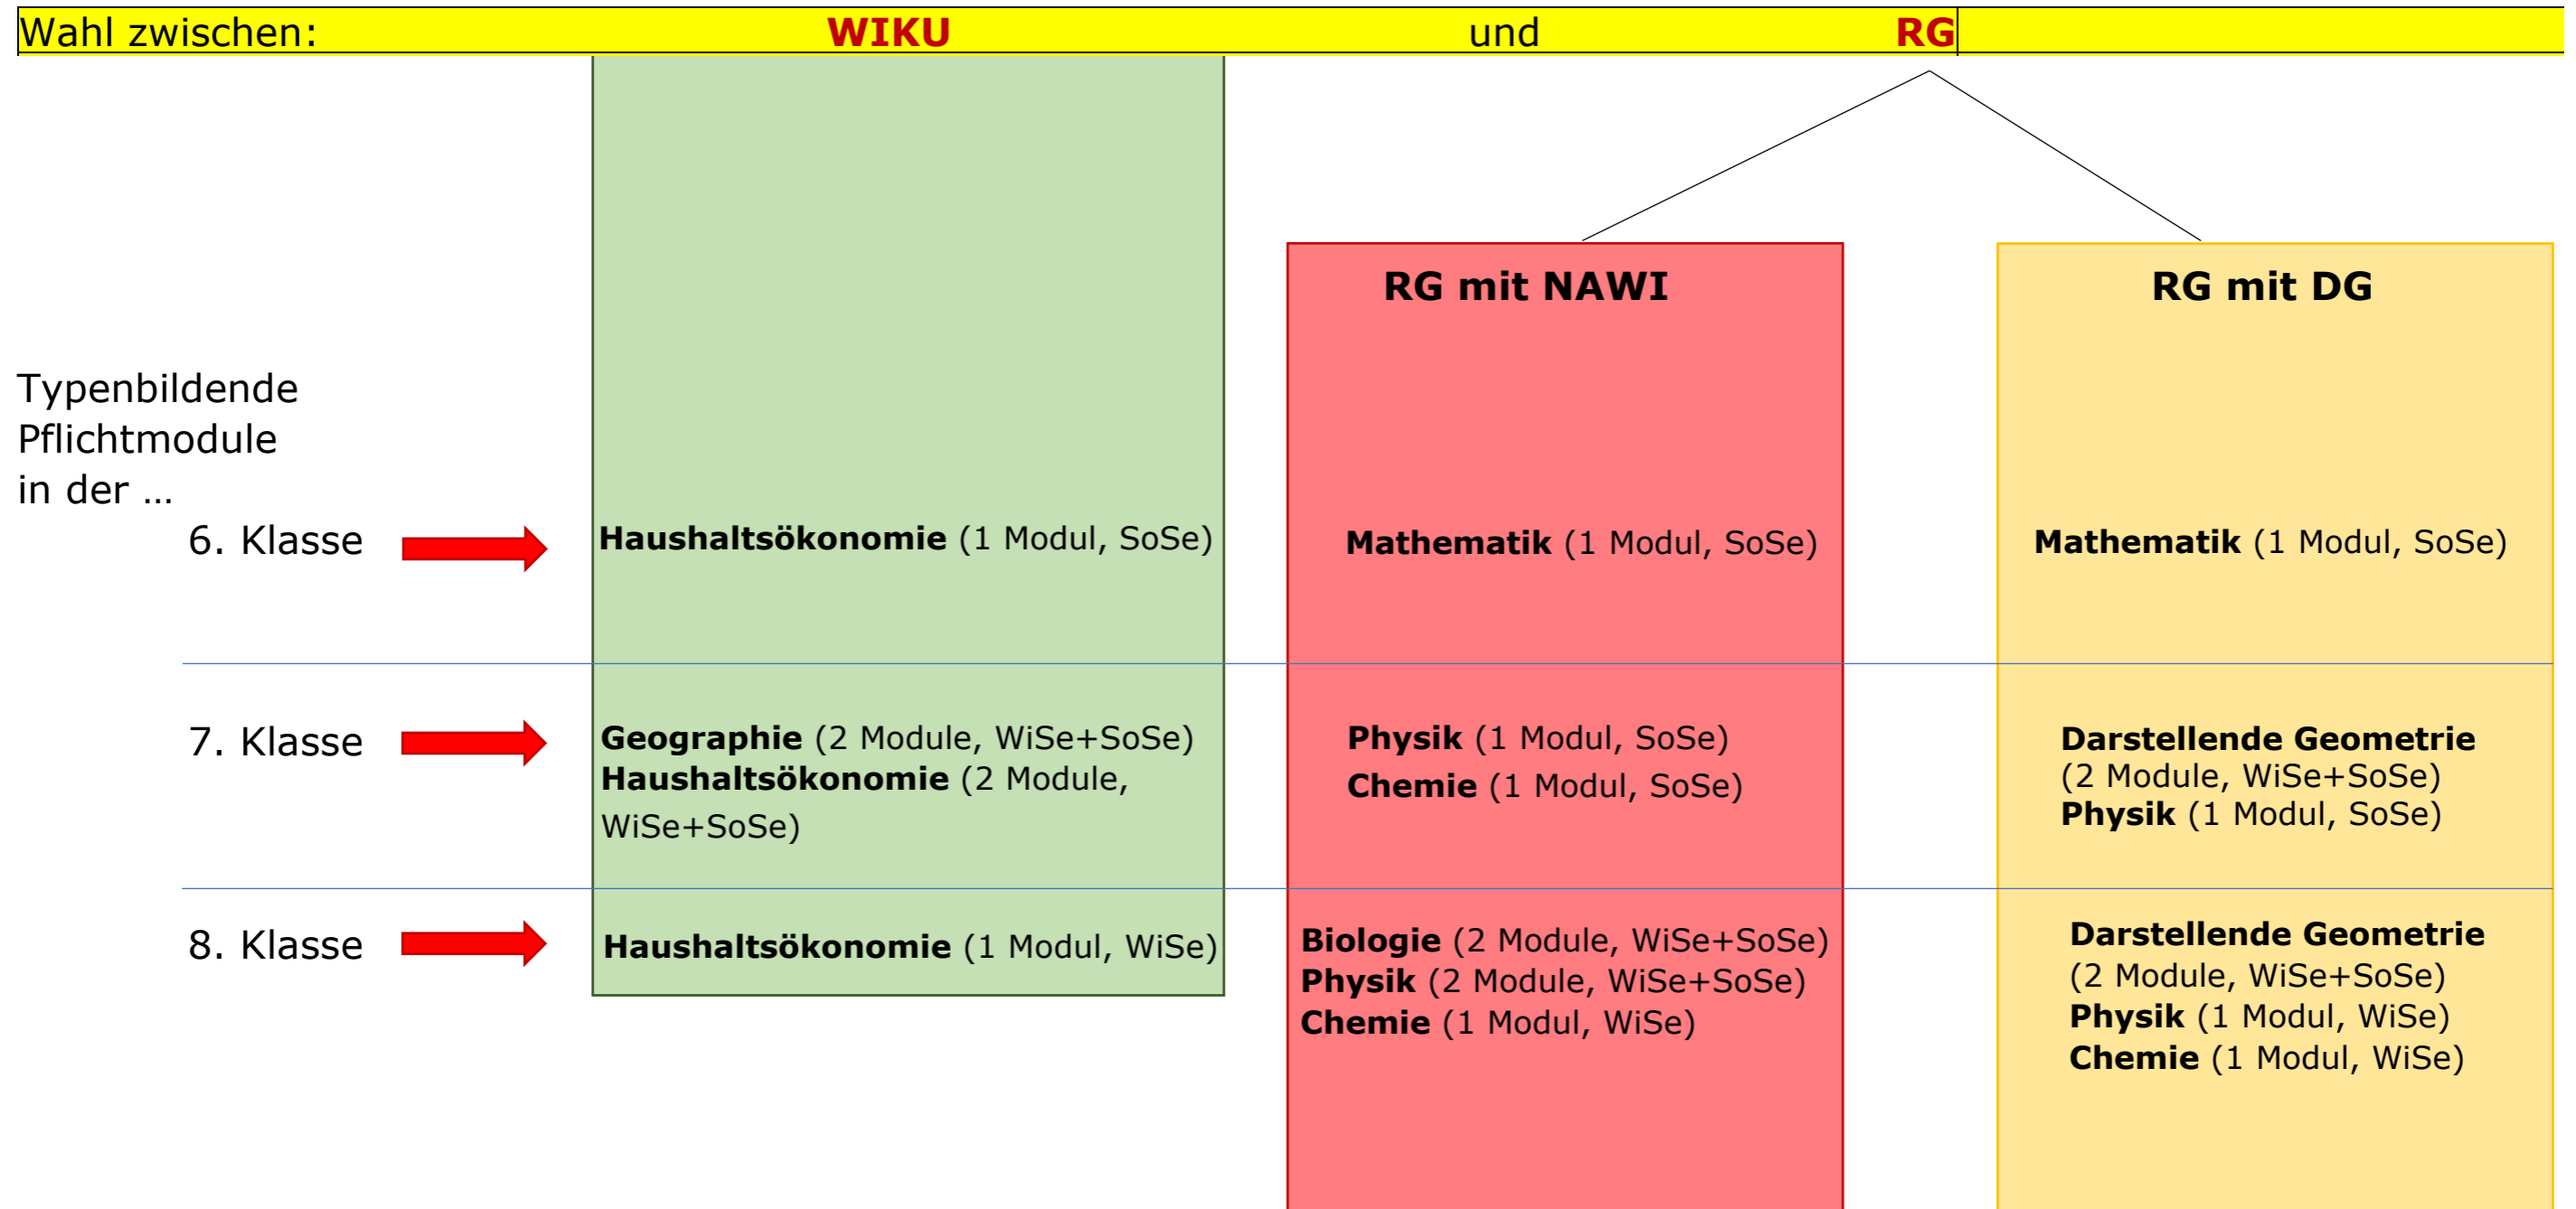 Wahl zwischen: WIKU und RG
RG mit NAWI RG mit DG
Typenbildende
Pflichtmodule
in der …
6. Klasse
Haushaltsökonomie (1 Modul, SoSe)
Mathematik (1 Modul, SoSe)
Mathematik (1 Modul, SoSe)
7. Klasse
Geographie (2 Module, WiSe+SoSe)
Haushaltsökonomie (2 Module,
WiSe+SoSe)
Physik (1 Modul, SoSe)
Chemie (1 Modul, SoSe)
Darstellende Geometrie
(2 Module, WiSe+SoSe)
Physik (1 Modul, SoSe)
8. Klasse
Haushaltsökonomie (1 Modul, WiSe)
Biologie (2 Module, WiSe+SoSe)
Physik (2 Module, WiSe+SoSe)
Chemie (1 Modul, WiSe)
Darstellende Geometrie
(2 Module, WiSe+SoSe)
Physik (1 Modul, WiSe)
Chemie (1 Modul, WiSe)